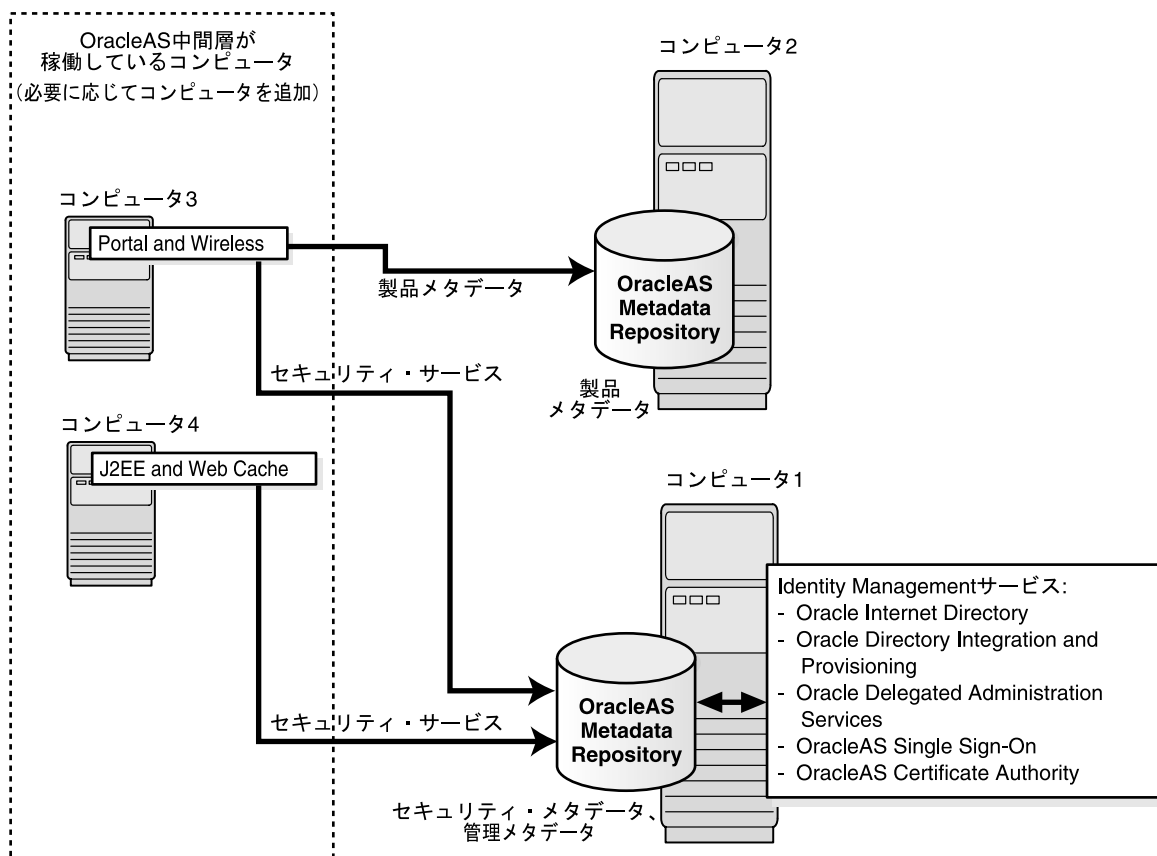 OracleAS中間層が
稼働しているコンピュータ
（必要に応じてコンピュータを追加）
コンピュータ2
コンピュータ3
Portal and Wireless
製品メタデータ
OracleAS
Metadata
Repository
製品
メタデータ
セキュリティ・サービス
コンピュータ4
J2EE and Web Cache
コンピュータ1
Identity Managementサービス:
- Oracle Internet Directory
- Oracle Directory Integration and
Provisioning
- Oracle Delegated Administration
Services
- OracleAS Single Sign-On
- OracleAS Certificate Authority
セキュリティ・サービス
OracleAS
Metadata
Repository
セキュリティ・メタデータ、
管理メタデータ